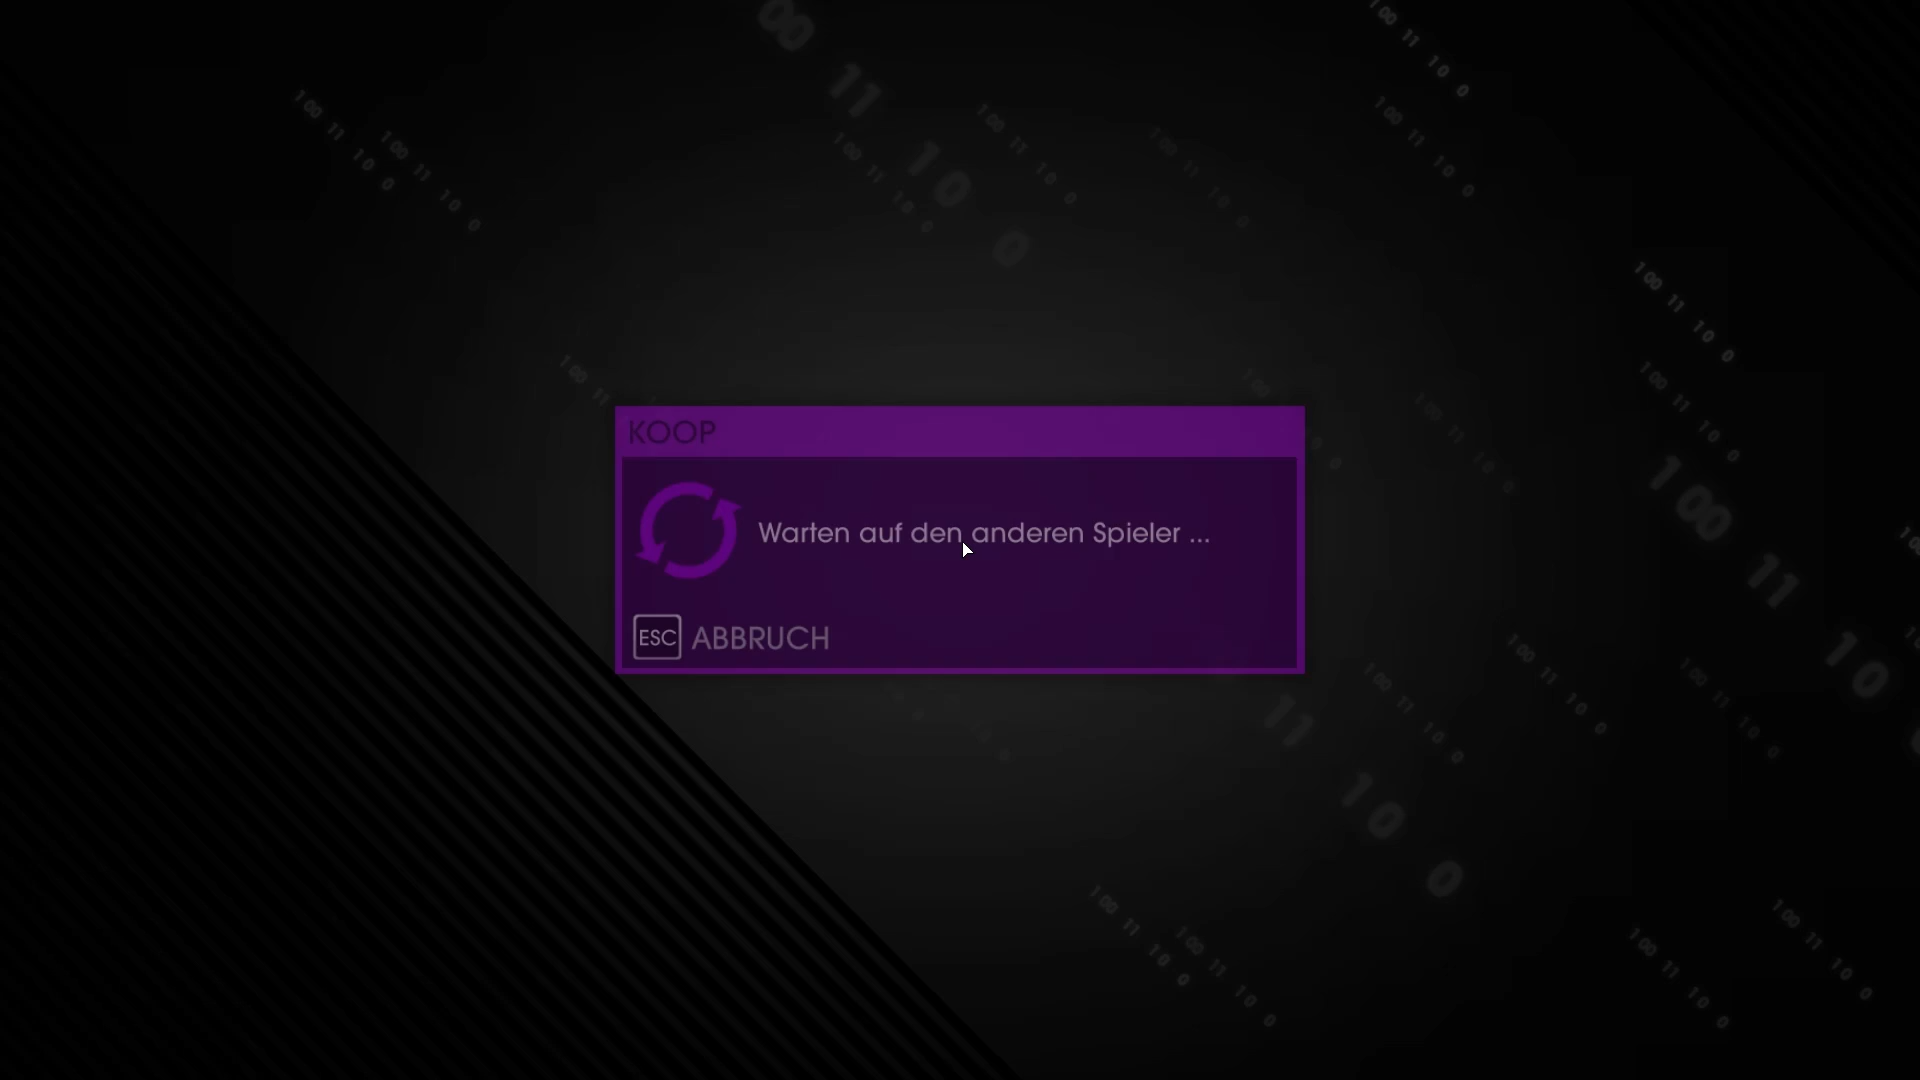 KOOP
Warten auf den anderen Spieler ...
ESC ABBRUCH